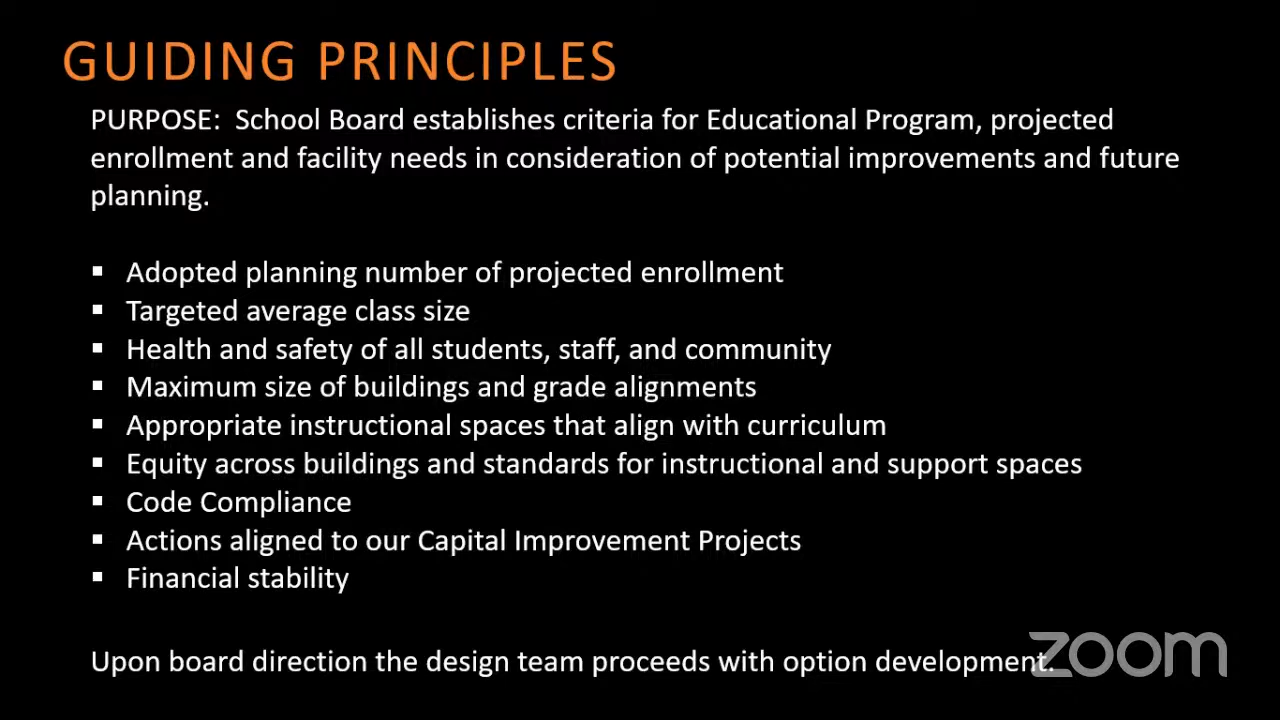 GUIDING PRINCIPLES
PURPOSE:  School Board establishes criteria for Educational Program, projected
enrollment and facility needs in consideration of potential improvements and future
planning.
▪ Adopted planning number of projected enrollment
▪ Targeted average class size
▪ Health and safety of all students, staff, and community
▪ Maximum size of buildings and grade alignments
▪ Appropriate instructional spaces that align with curriculum
▪ Equity across buildings and standards for instructional and support spaces
▪ Code Compliance
▪ Actions aligned to our Capital Improvement Projects
▪ Financial stability
Upon board direction the design team proceeds with option development.
zoom